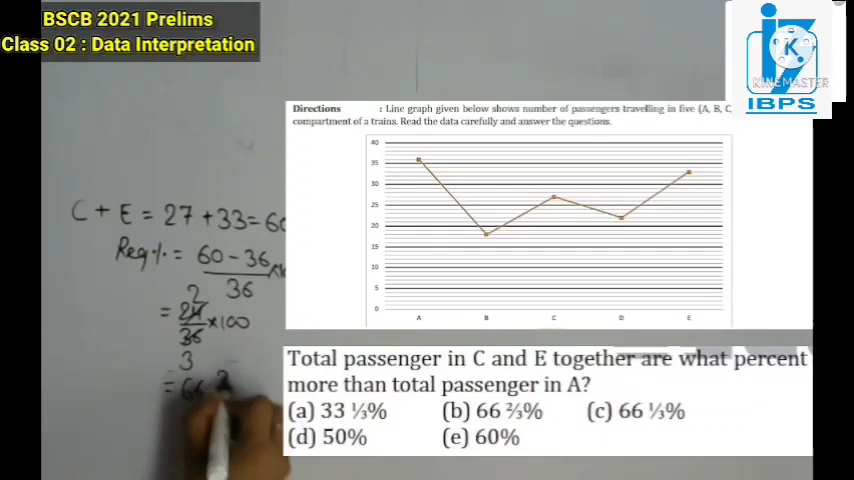 BSCB 2021 Prelims
Class 02 : Data Interpretation
K
KINEMASTER
IBPS
Directions : Line graph given below shows number of passengers travelling in five (A, B, C,
compartment of a trains. Read the data carefully and answer the questions.
40
35
30
25
20
15
10
5
0
A B C D E
C + E = 27 + 33 = 60
Req% = 60 - 36
36
2
= 24 × 100
36
3
= 66 2
Total passenger in C and E together are what percent
more than total passenger in A?
(a) 33 ⅓% (b) 66 ⅔% (c) 66 ⅓%
(d) 50% (e) 60%